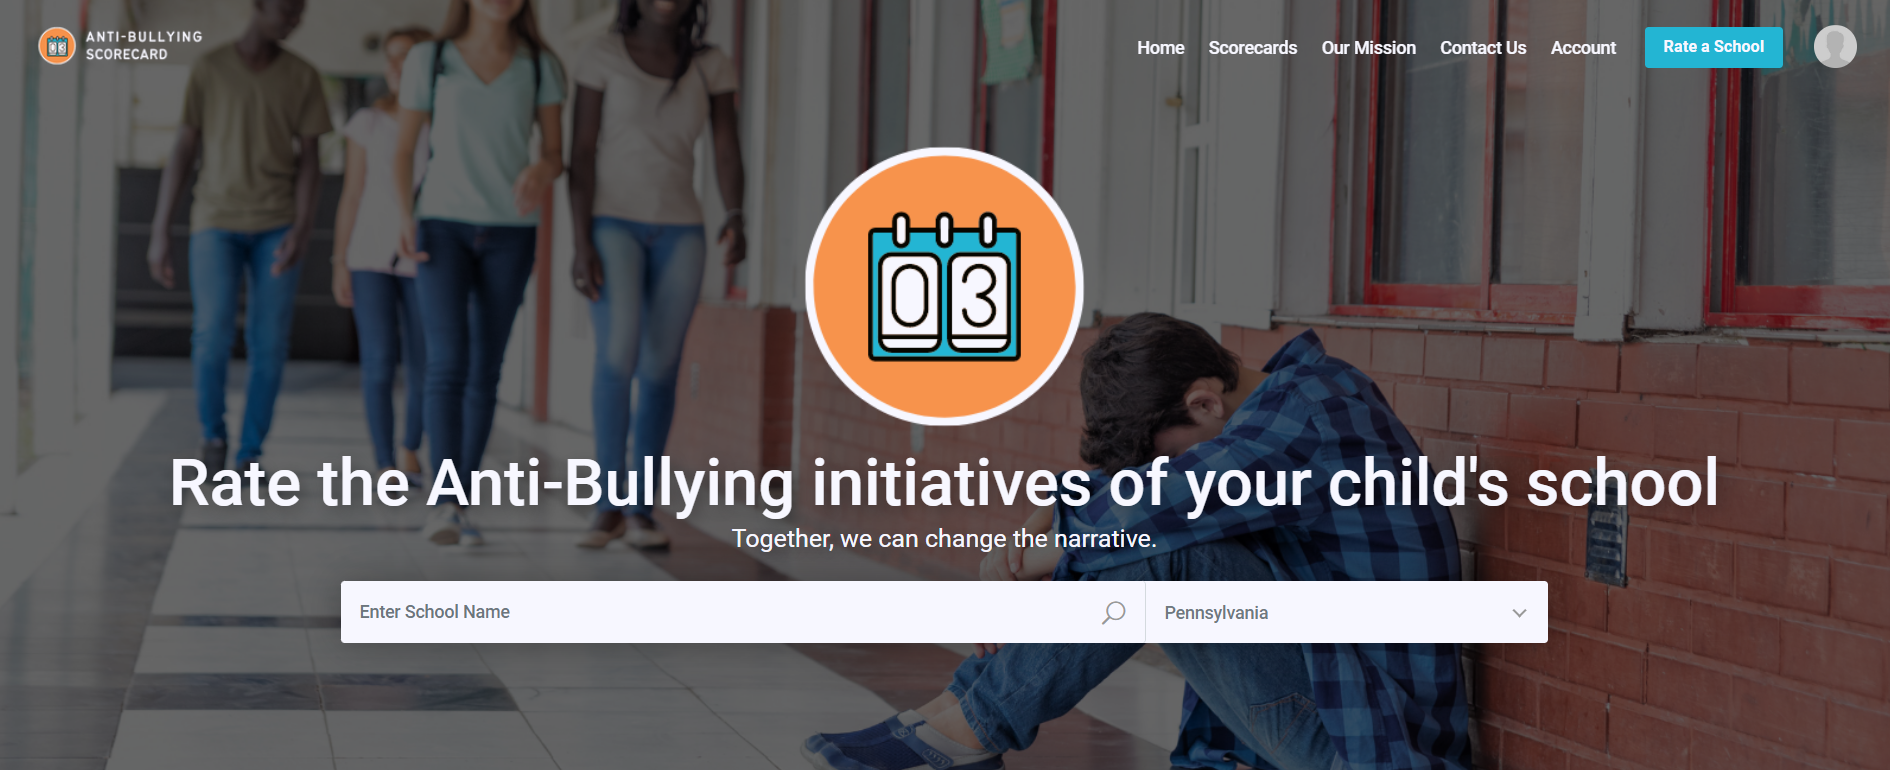 ANTI-BULLYING
SCORECARD
03
Home
Scorecards
Our Mission
Contact Us
Account
Rate a School
03
Rate the Anti-Bullying initiatives of your child's school
Together, we can change the narrative.
Enter School Name
Pennsylvania